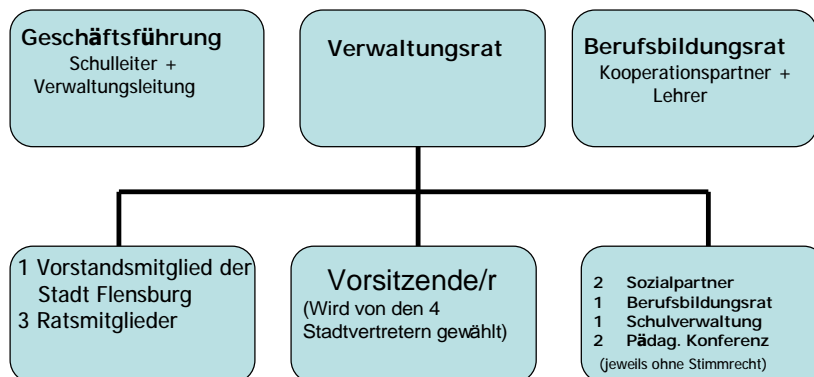 Geschäftsführung
Schulleiter +
Verwaltungsleitung
Verwaltungsrat
Berufsbildungsrat
Kooperationspartner +
Lehrer
1 Vorstandsmitglied der
Stadt Flensburg
3 Ratsmitglieder
Vorsitzende/r
(Wird von den 4
Stadtvertretern gewählt)
2 Sozialpartner
1 Berufsbildungsrat
1 Schulverwaltung
2 Pädag. Konferenz
(jeweils ohne Stimmrecht)